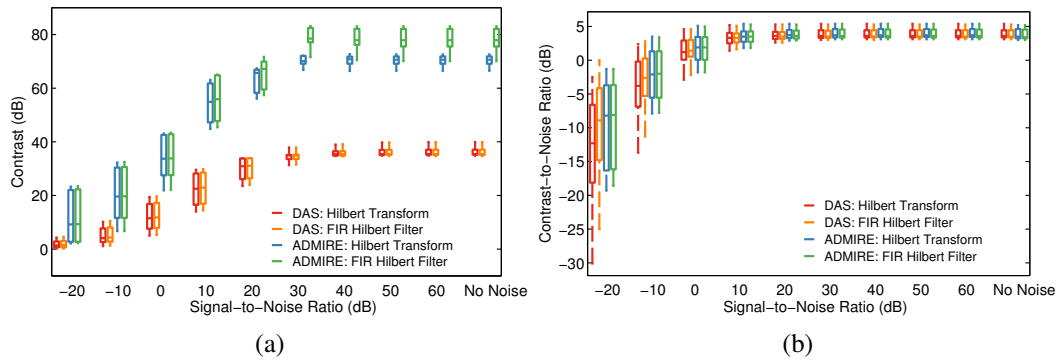 Contrast (dB)
80
60
40
20
0
DAS: Hilbert Transform
DAS: FIR Hilbert Filter
ADMIRE: Hilbert Transform
ADMIRE: FIR Hilbert Filter
−20 −10 0 10 20 30 40 50 60 No Noise
Signal−to−Noise Ratio (dB)
(a)
Contrast−to−Noise Ratio (dB)
5
0
−5
−10
−15
−20
−25
−30
DAS: Hilbert Transform
DAS: FIR Hilbert Filter
ADMIRE: Hilbert Transform
ADMIRE: FIR Hilbert Filter
−20 −10 0 10 20 30 40 50 60 No Noise
Signal−to−Noise Ratio (dB)
(b)